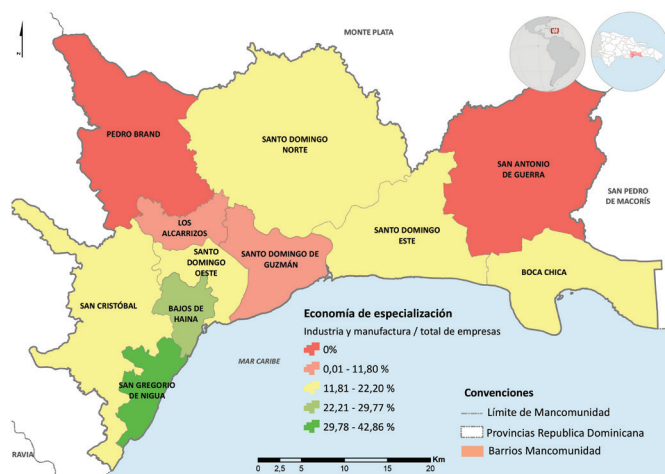 MONTE PLATA
PEDRO BRAND
SANTO DOMINGO
NORTE
SAN ANTONIO
DE GUERRA
SAN PEDRO
DE MACORÍS
LOS
ALCARRIZOS
SANTO DOMINGO DE
GUZMÁN
SANTO DOMINGO
ESTE
SANTO
DOMINGO
OESTE
BOCA CHICA
SAN CRISTÓBAL
BAJOS DE
HAINA
SAN GREGORIO
DE NIGUA
MAR CARIBE
RAVIA
Economía de especialización
Industria y manufactura / total de empresas
0%
0,01 - 11,80 %
11,81 - 22,20 %
22,21 - 29,77 %
29,78 - 42,86 %
Convenciones
Límite de Mancomunidad
Provincias Republica Dominicana
Barrios Mancomunidad
Km
0 2 4 8 12 16 20